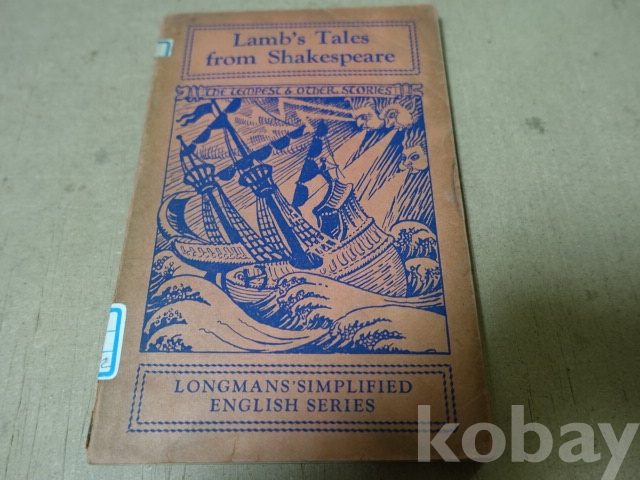 Lamb's Tales
from Shakespeare
THE TEMPEST & OTHER STORIES
LONGMANS' SIMPLIFIED
ENGLISH SERIES
kobay